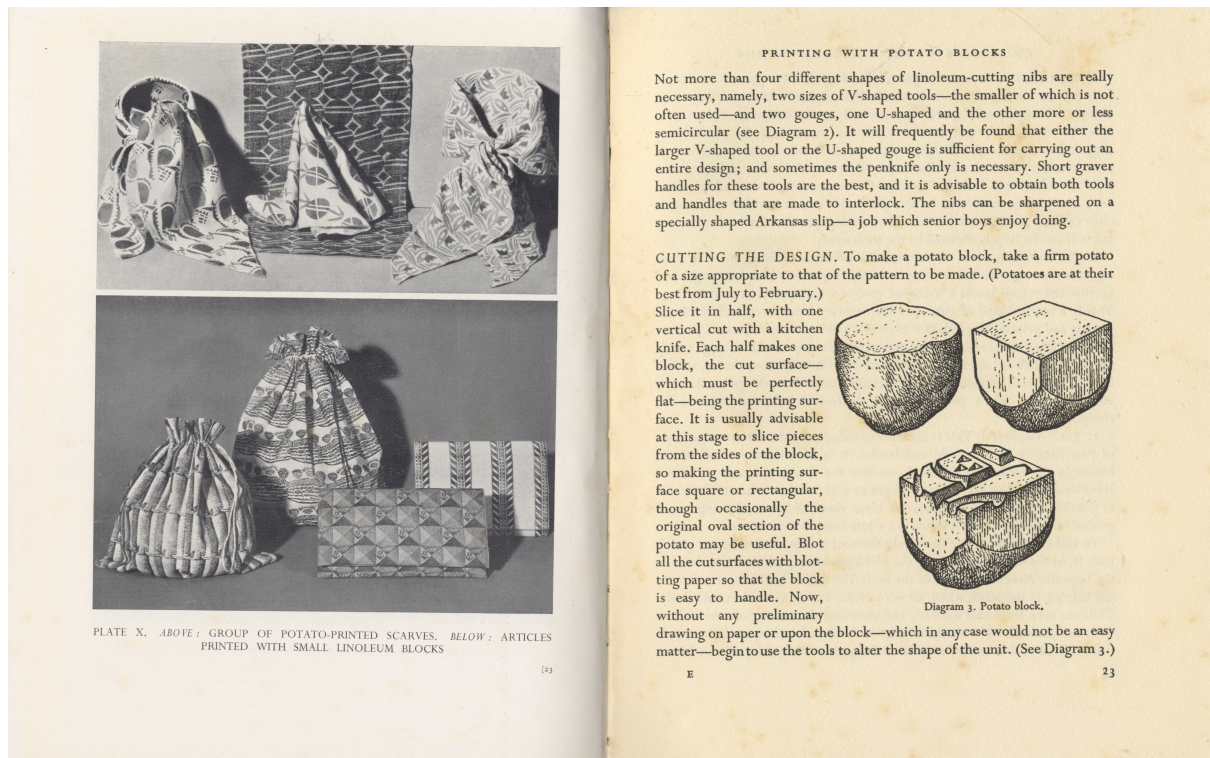 PLATE X. ABOVE: GROUP OF POTATO-PRINTED SCARVES. BELOW: ARTICLES
PRINTED WITH SMALL LINOLEUM BLOCKS
[23
PRINTING WITH POTATO BLOCKS
Not more than four different shapes of linoleum-cutting nibs are really
necessary, namely, two sizes of V-shaped tools—the smaller of which is not
often used—and two gouges, one U-shaped and the other more or less
semicircular (see Diagram 2). It will frequently be found that either the
larger V-shaped tool or the U-shaped gouge is sufficient for carrying out an
entire design; and sometimes the penknife only is necessary. Short graver
handles for these tools are the best, and it is advisable to obtain both tools
and handles that are made to interlock. The nibs can be sharpened on a
specially shaped Arkansas slip—a job which senior boys enjoy doing.
CUTTING THE DESIGN. To make a potato block, take a firm potato
of a size appropriate to that of the pattern to be made. (Potatoes are at their
best from July to February.)
Slice it in half, with one
vertical cut with a kitchen
knife. Each half makes one
block, the cut surface—
which must be perfectly
flat—being the printing sur-
face. It is usually advisable
at this stage to slice pieces
from the sides of the block,
so making the printing sur-
face square or rectangular,
though occasionally the
original oval section of the
potato may be useful. Blot
all the cut surfaces with blot-
ting paper so that the block
is easy to handle. Now,
without any preliminary
Diagram 3. Potato block.
drawing on paper or upon the block—which in any case would not be an easy
matter—begin to use the tools to alter the shape of the unit. (See Diagram 3.)
E
23